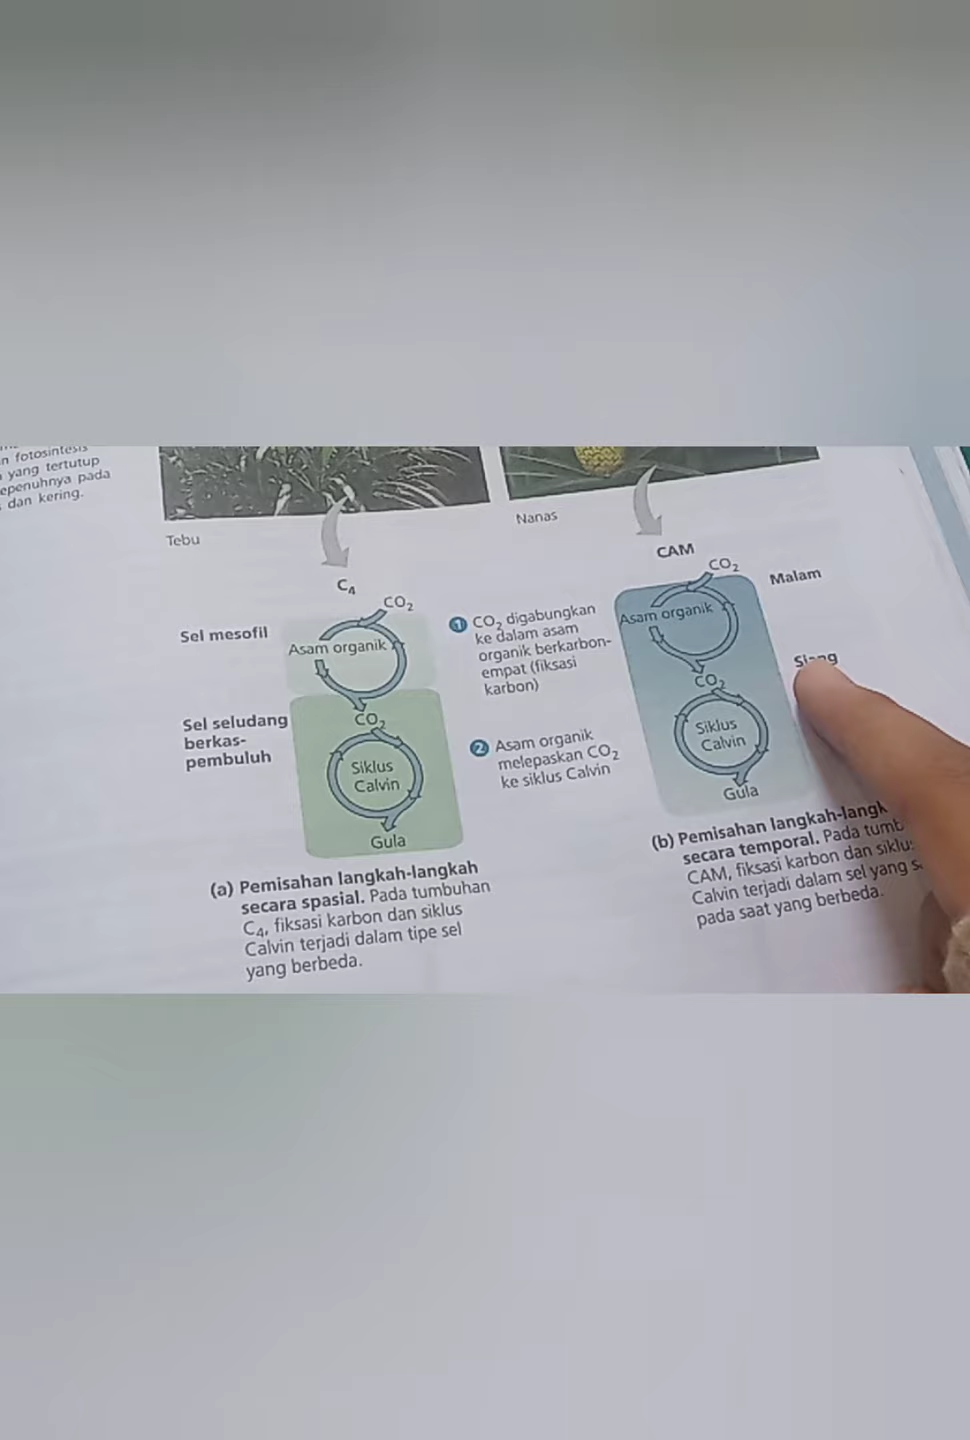 n fotosintesis
yang tertutup
epenuhnya pada
dan kering.
Tebu
Nanas
C₄
CO₂
Sel mesofil
Asam organik
Sel seludang
berkas-
pembuluh
CO₂
Siklus
Calvin
Gula
1 CO₂ digabungkan
ke dalam asam
organik berkarbon-
empat (fiksasi
karbon)
2 Asam organik
melepaskan CO₂
ke siklus Calvin
CAM
CO₂
Malam
Asam organik
Siang
CO₂
Siklus
Calvin
Gula
(a) Pemisahan langkah-langkah
secara spasial. Pada tumbuhan
C₄, fiksasi karbon dan siklus
Calvin terjadi dalam tipe sel
yang berbeda.
(b) Pemisahan langkah-langk
secara temporal. Pada tumb
CAM, fiksasi karbon dan siklu
Calvin terjadi dalam sel yang s
pada saat yang berbeda.